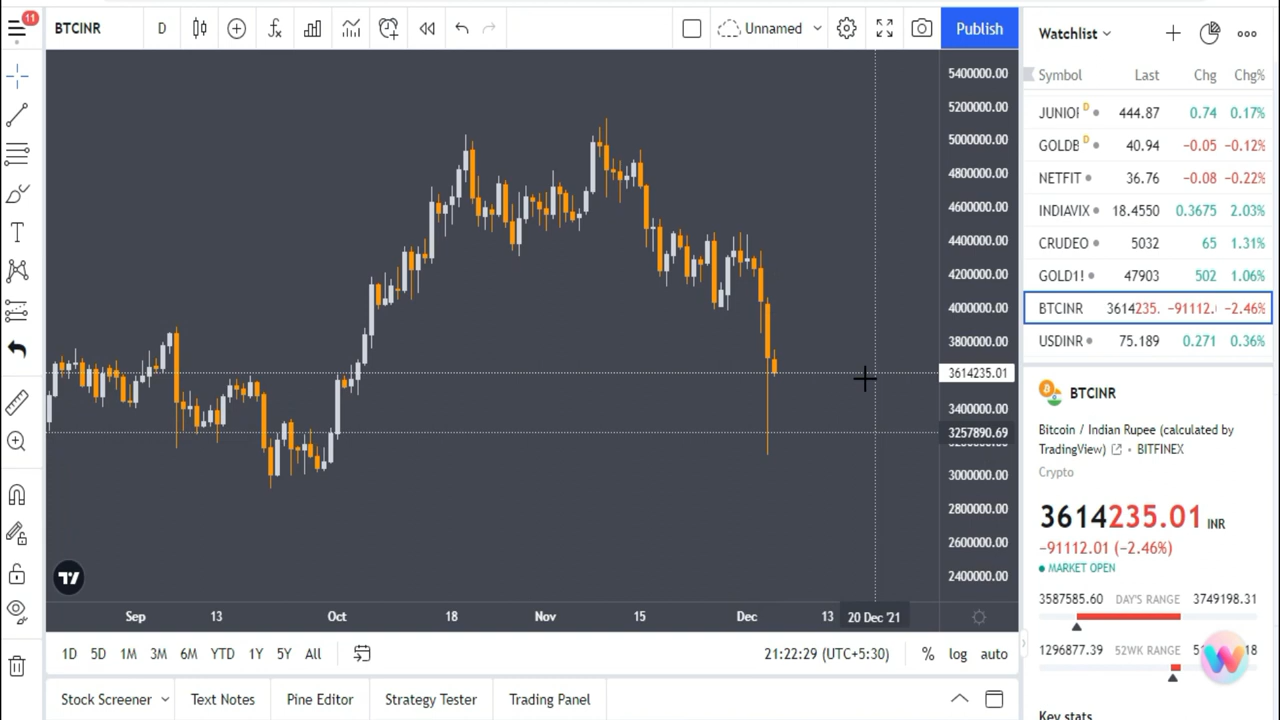 11
BTCINR D Unnamed Publish
Watchlist
Symbol Last Chg Chg%
JUNIOF D 444.87 0.74 0.17%
GOLDB D 40.94 −0.05 −0.12%
NETFIT 36.76 −0.08 −0.22%
INDIAVIX 18.4550 0.3675 2.03%
CRUDEO 5032 65 1.31%
GOLD1! 47903 502 1.06%
BTCINR 3614235. −91112. −2.46%
USDINR 75.189 0.271 0.36%
5400000.00
5200000.00
5000000.00
4800000.00
4600000.00
4400000.00
4200000.00
4000000.00
3800000.00
3614235.01
3400000.00
3257890.69
3000000.00
2800000.00
2600000.00
2400000.00
Sep 13 Oct 18 Nov 15 Dec 13 20 Dec '21
1D 5D 1M 3M 6M YTD 1Y 5Y All 21:22:29 (UTC+5:30) % log auto
Stock Screener Text Notes Pine Editor Strategy Tester Trading Panel
BTCINR
Bitcoin / Indian Rupee (calculated by
TradingView) • BITFINEX
Crypto
3614235.01 INR
−91112.01 (−2.46%)
MARKET OPEN
3587585.60 DAY'S RANGE 3749198.31
1296877.39 52WK RANGE
Key stats